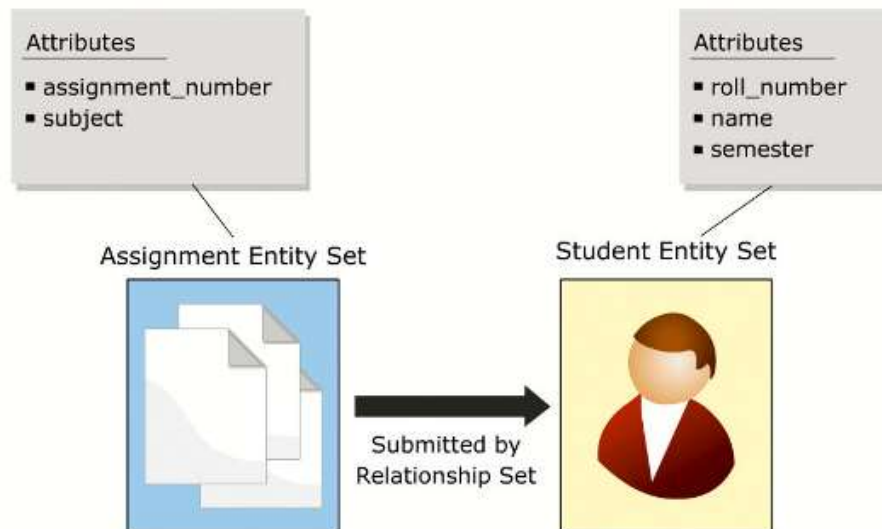 Attributes
▪ assignment_number
▪ subject
Attributes
▪ roll_number
▪ name
▪ semester
Assignment Entity Set
Student Entity Set
Submitted by
Relationship Set